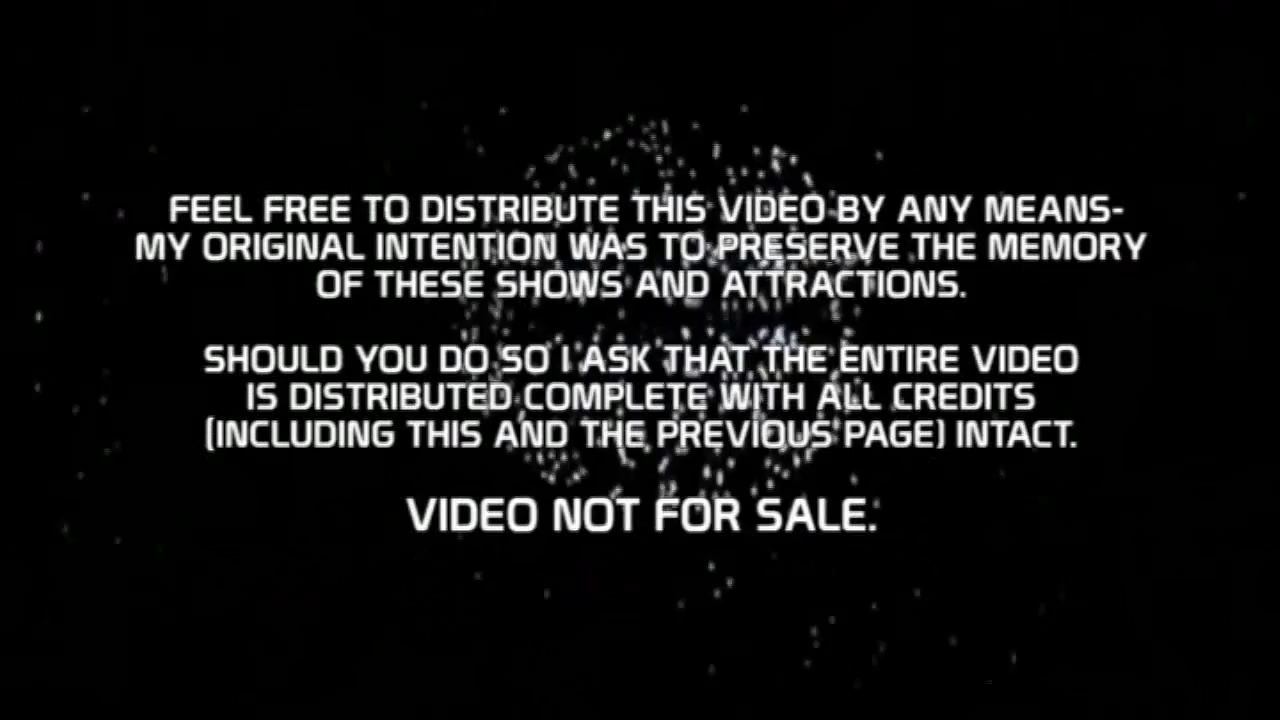 FEEL FREE TO DISTRIBUTE THIS VIDEO BY ANY MEANS-
MY ORIGINAL INTENTION WAS TO PRESERVE THE MEMORY
OF THESE SHOWS AND ATTRACTIONS.
SHOULD YOU DO SO I ASK THAT THE ENTIRE VIDEO
IS DISTRIBUTED COMPLETE WITH ALL CREDITS
(INCLUDING THIS AND THE PREVIOUS PAGE) INTACT.
VIDEO NOT FOR SALE.